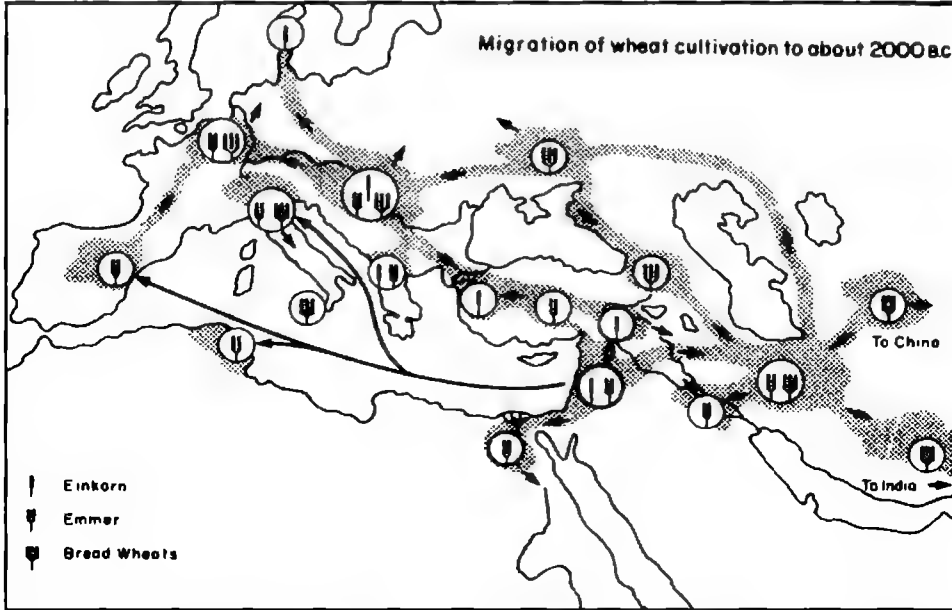 Migration of wheat cultivation to about 2000 B.C
To China
To India
Einkorn
Emmer
Bread Wheats